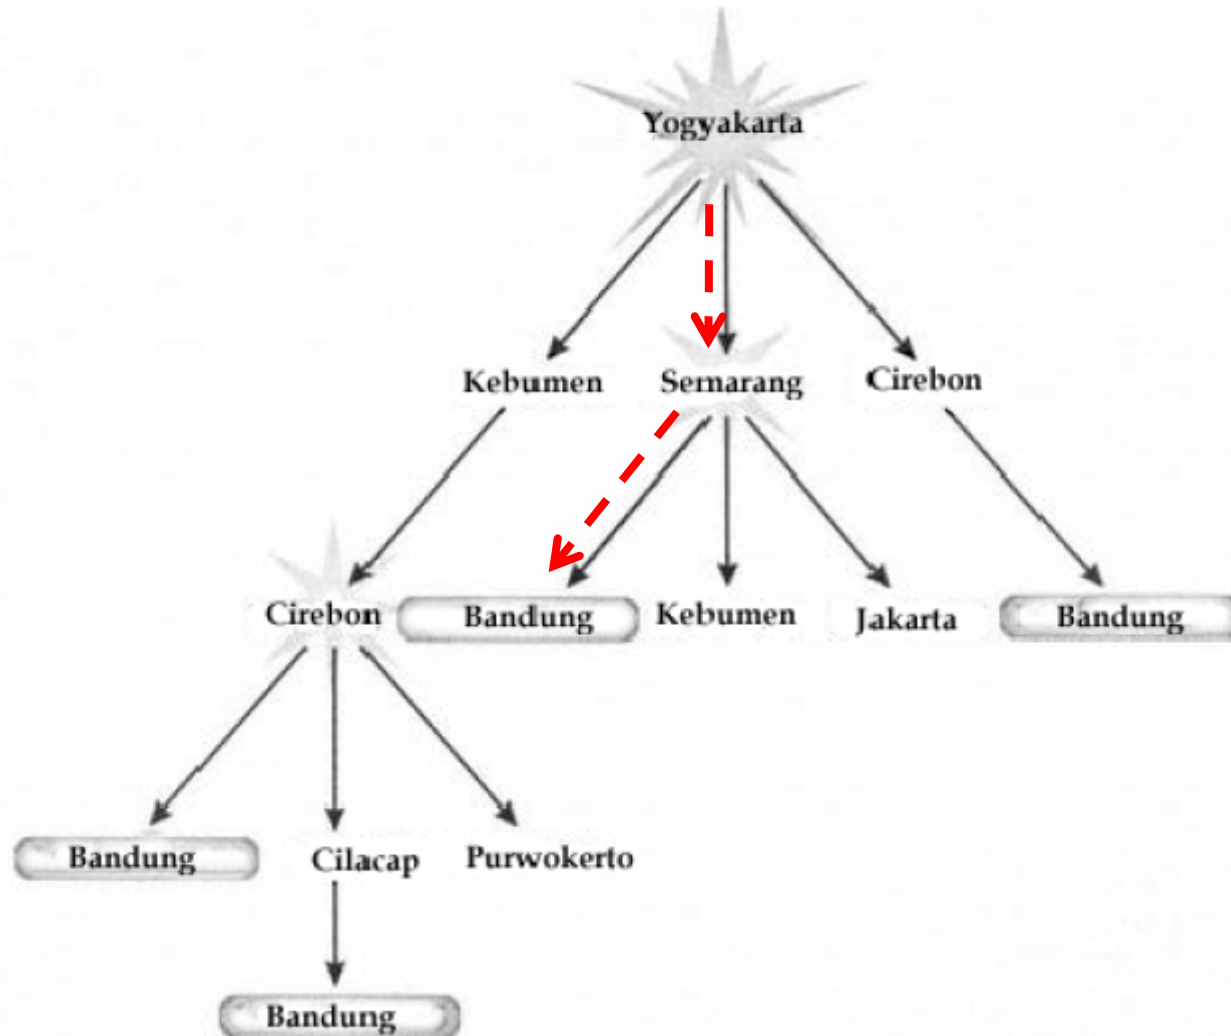 Yogyakarta
Kebumen Semarang Cirebon
Cirebon Bandung Kebumen Jakarta Bandung
Bandung Cilacap Purwokerto
Bandung